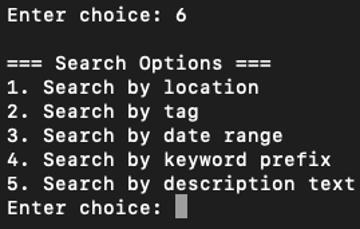 Enter choice: 6
=== Search Options ===
1. Search by location
2. Search by tag
3. Search by date range
4. Search by keyword prefix
5. Search by description text
Enter choice: